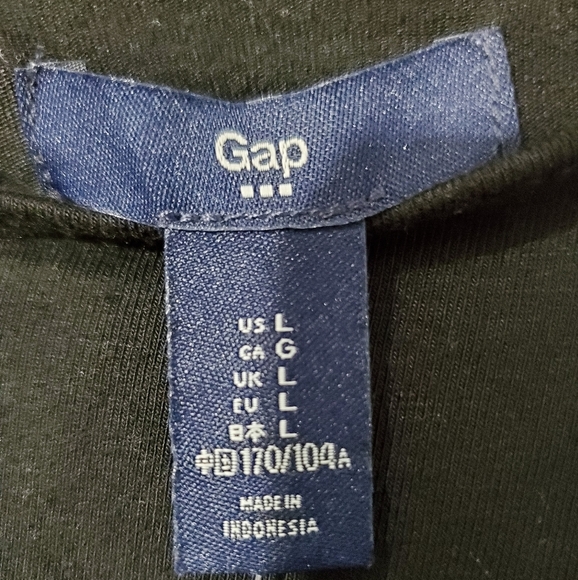 Gap
US L
CA G
UK L
EU L
日本 L
中国 170/104A
MADE IN
INDONESIA